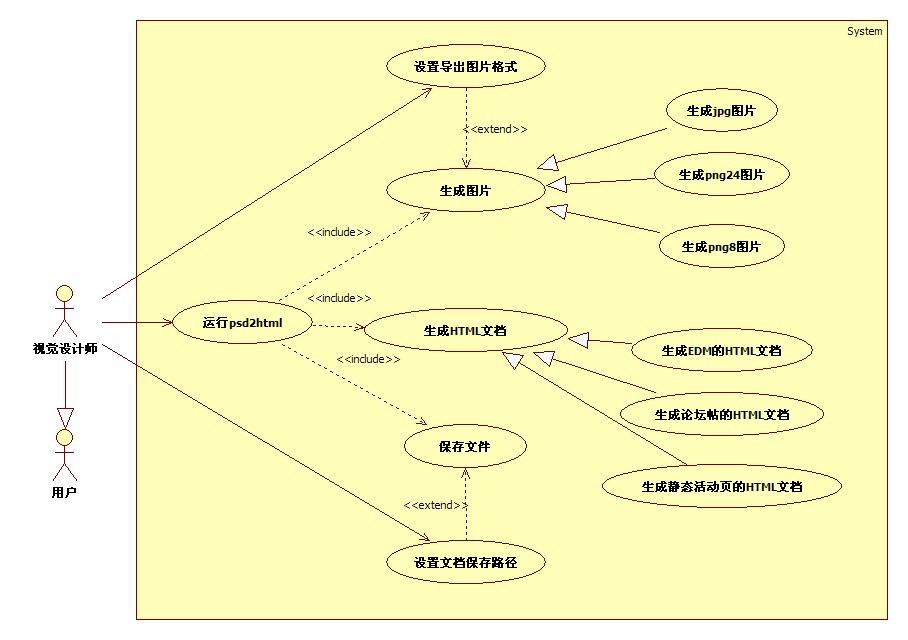 System
设置导出图片格式
<<extend>>
生成jpg图片
生成png24图片
生成图片
<<include>>
生成png8图片
<<include>>
运行psd2html
生成HTML文档
视觉设计师
<<include>>
生成EDM的HTML文档
生成论坛帖的HTML文档
保存文件
用户
生成静态活动页的HTML文档
<<extend>>
设置文档保存路径